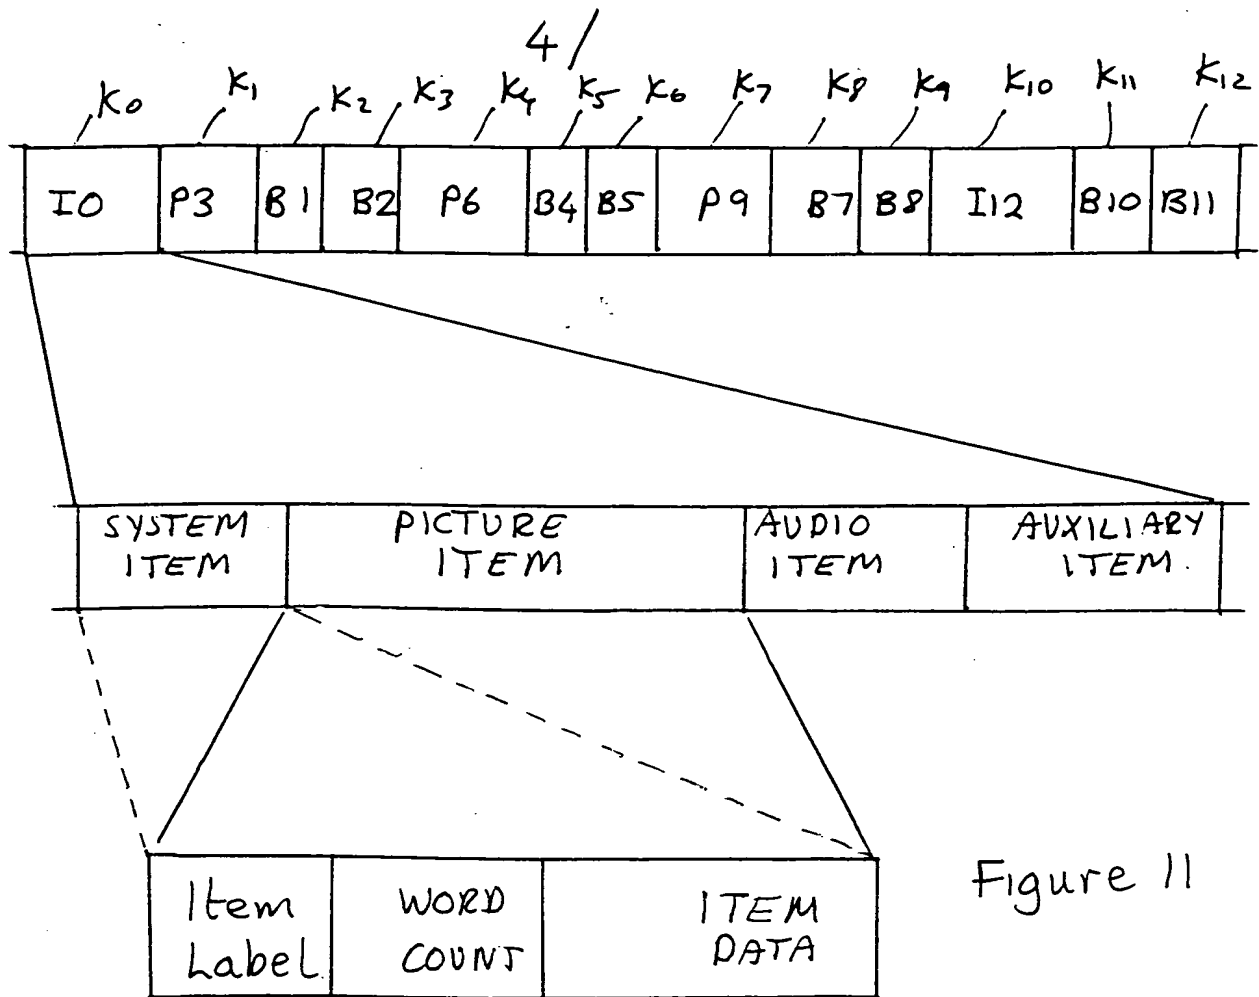 4/
K0 K1 K2 K3 K4 K5 K6 K7 K8 K9 K10 K11 K12
I0 P3 B1 B2 P6 B4 B5 P9 B7 B8 I12 B10 B11
SYSTEM ITEM
PICTURE ITEM
AUDIO ITEM
AUXILIARY ITEM.
Item Label
WORD COUNT
ITEM DATA
Figure 11